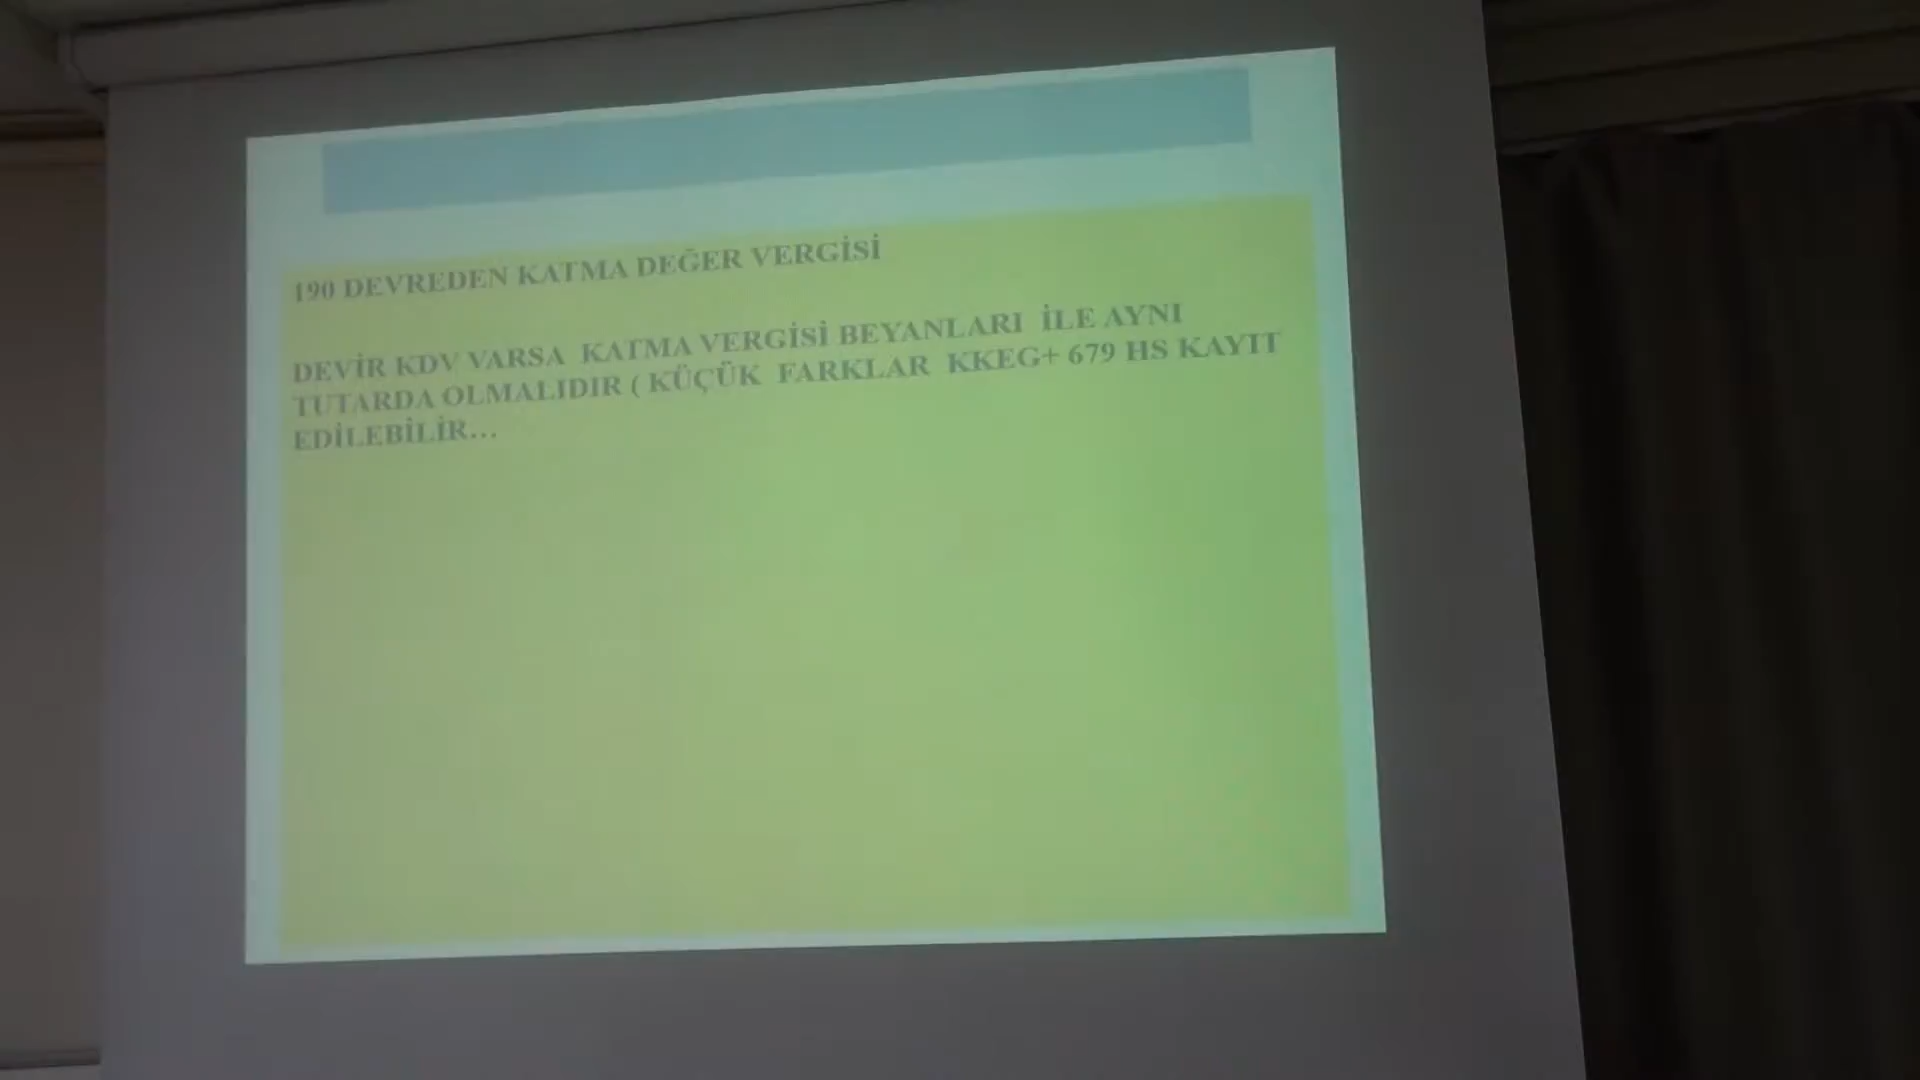 190 DEVREDEN KATMA DEĞER VERGİSİ
DEVİR KDV VARSA KATMA VERGİSİ BEYANLARI İLE AYNI
TUTARDA OLMALIDIR ( KÜÇÜK FARKLAR KKEG+ 679 HS KAYIT
EDİLEBİLİR...